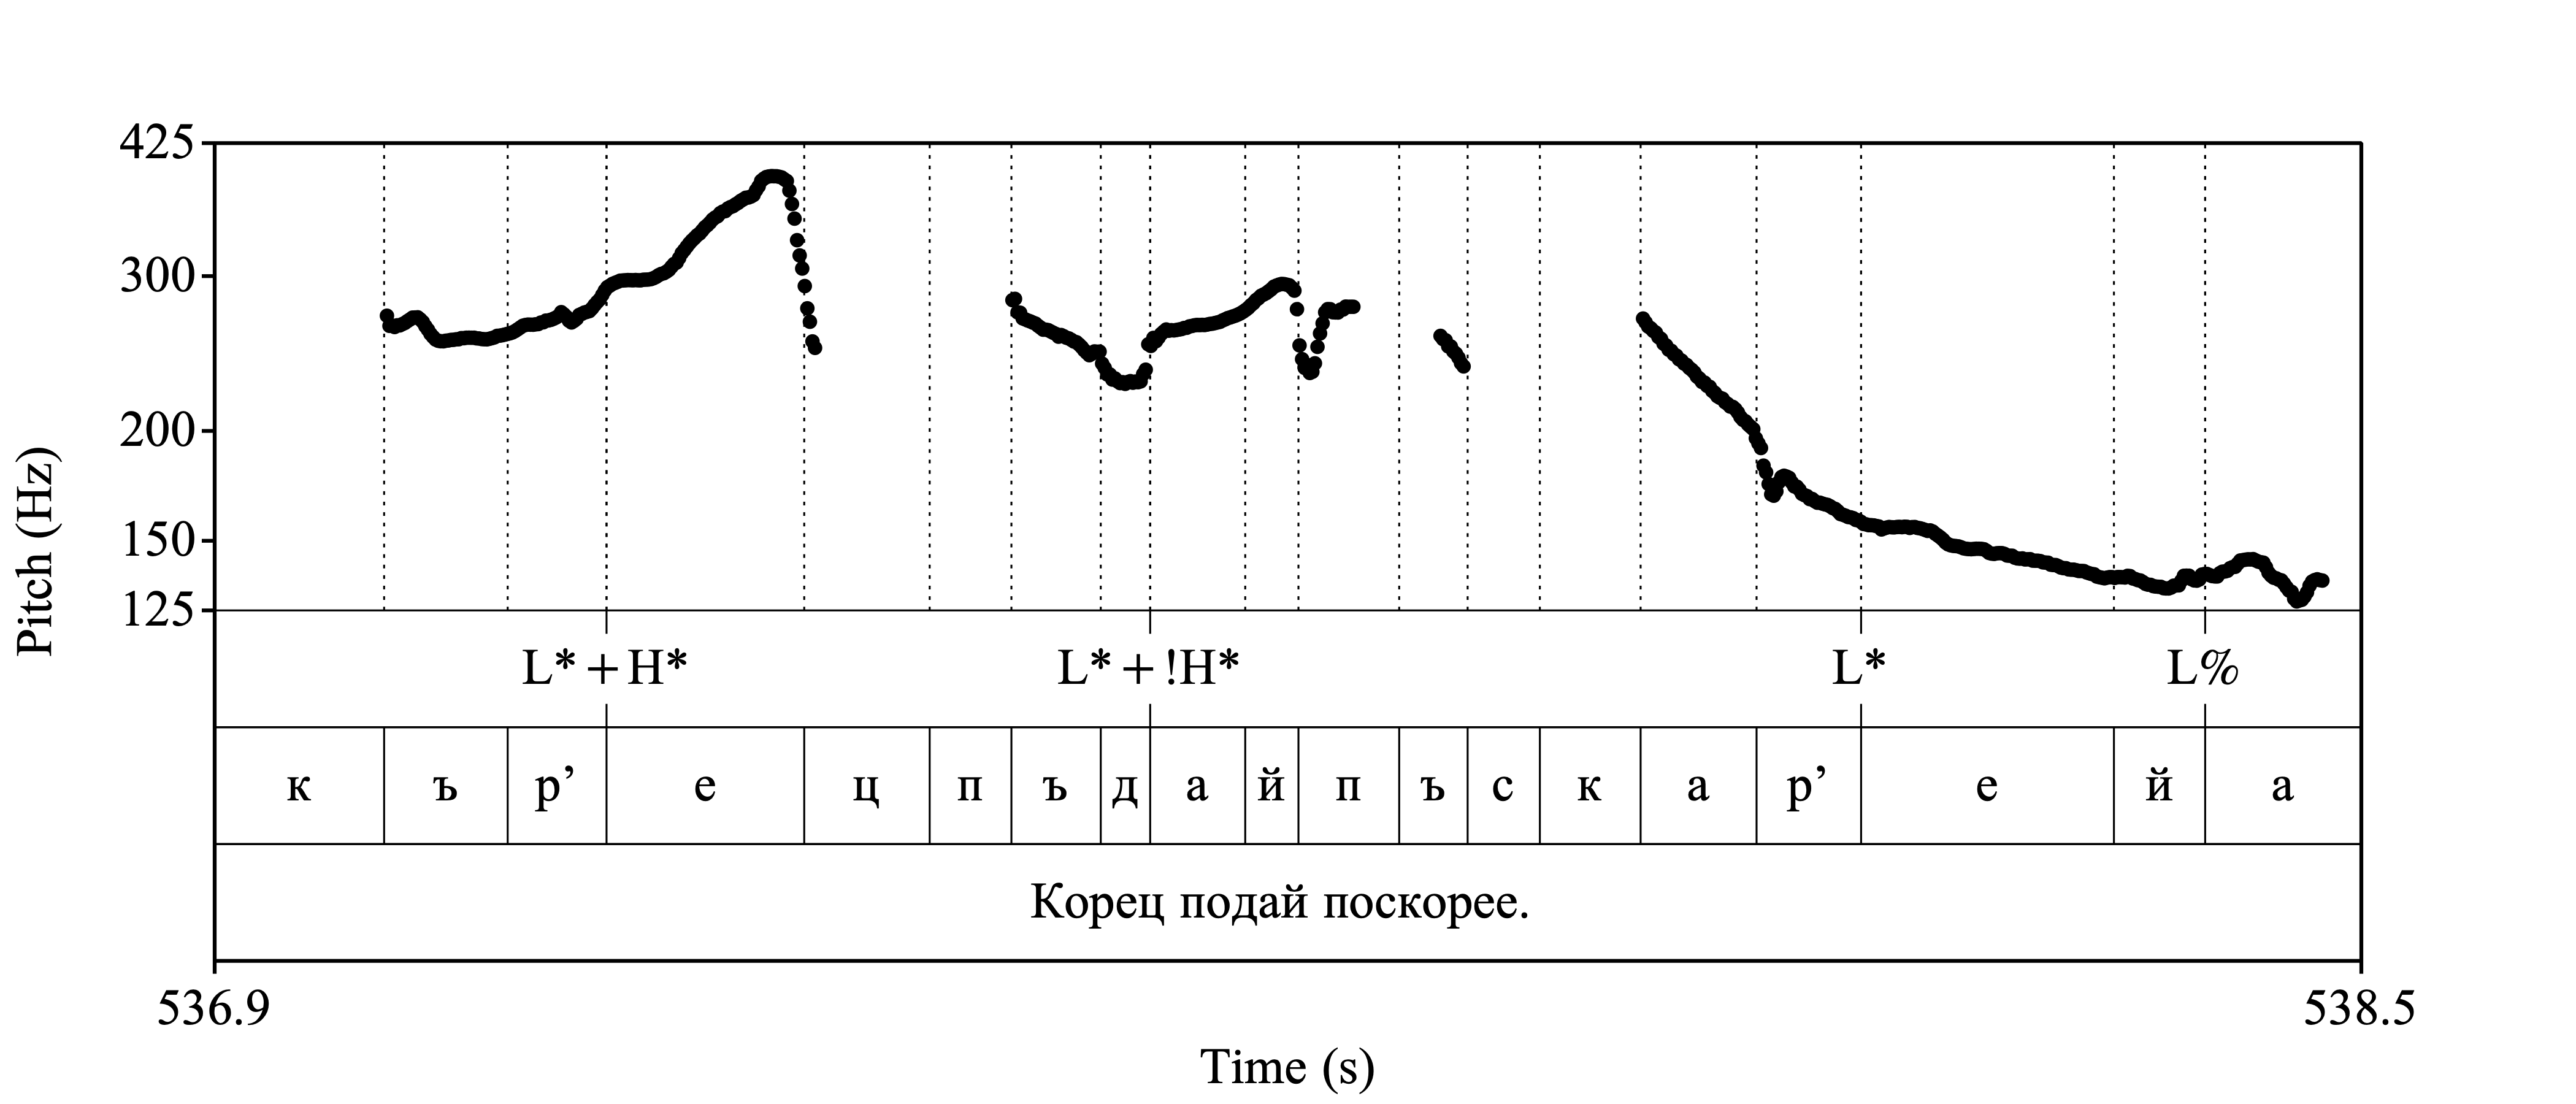 425
300
200
150
125
Pitch (Hz)
L* + H* L* + !H* L* L%
к ъ р’ е ц п ъ д а й п ъ с к а р’ е й а
Корец подай поскорее.
536.9 538.5
Time (s)